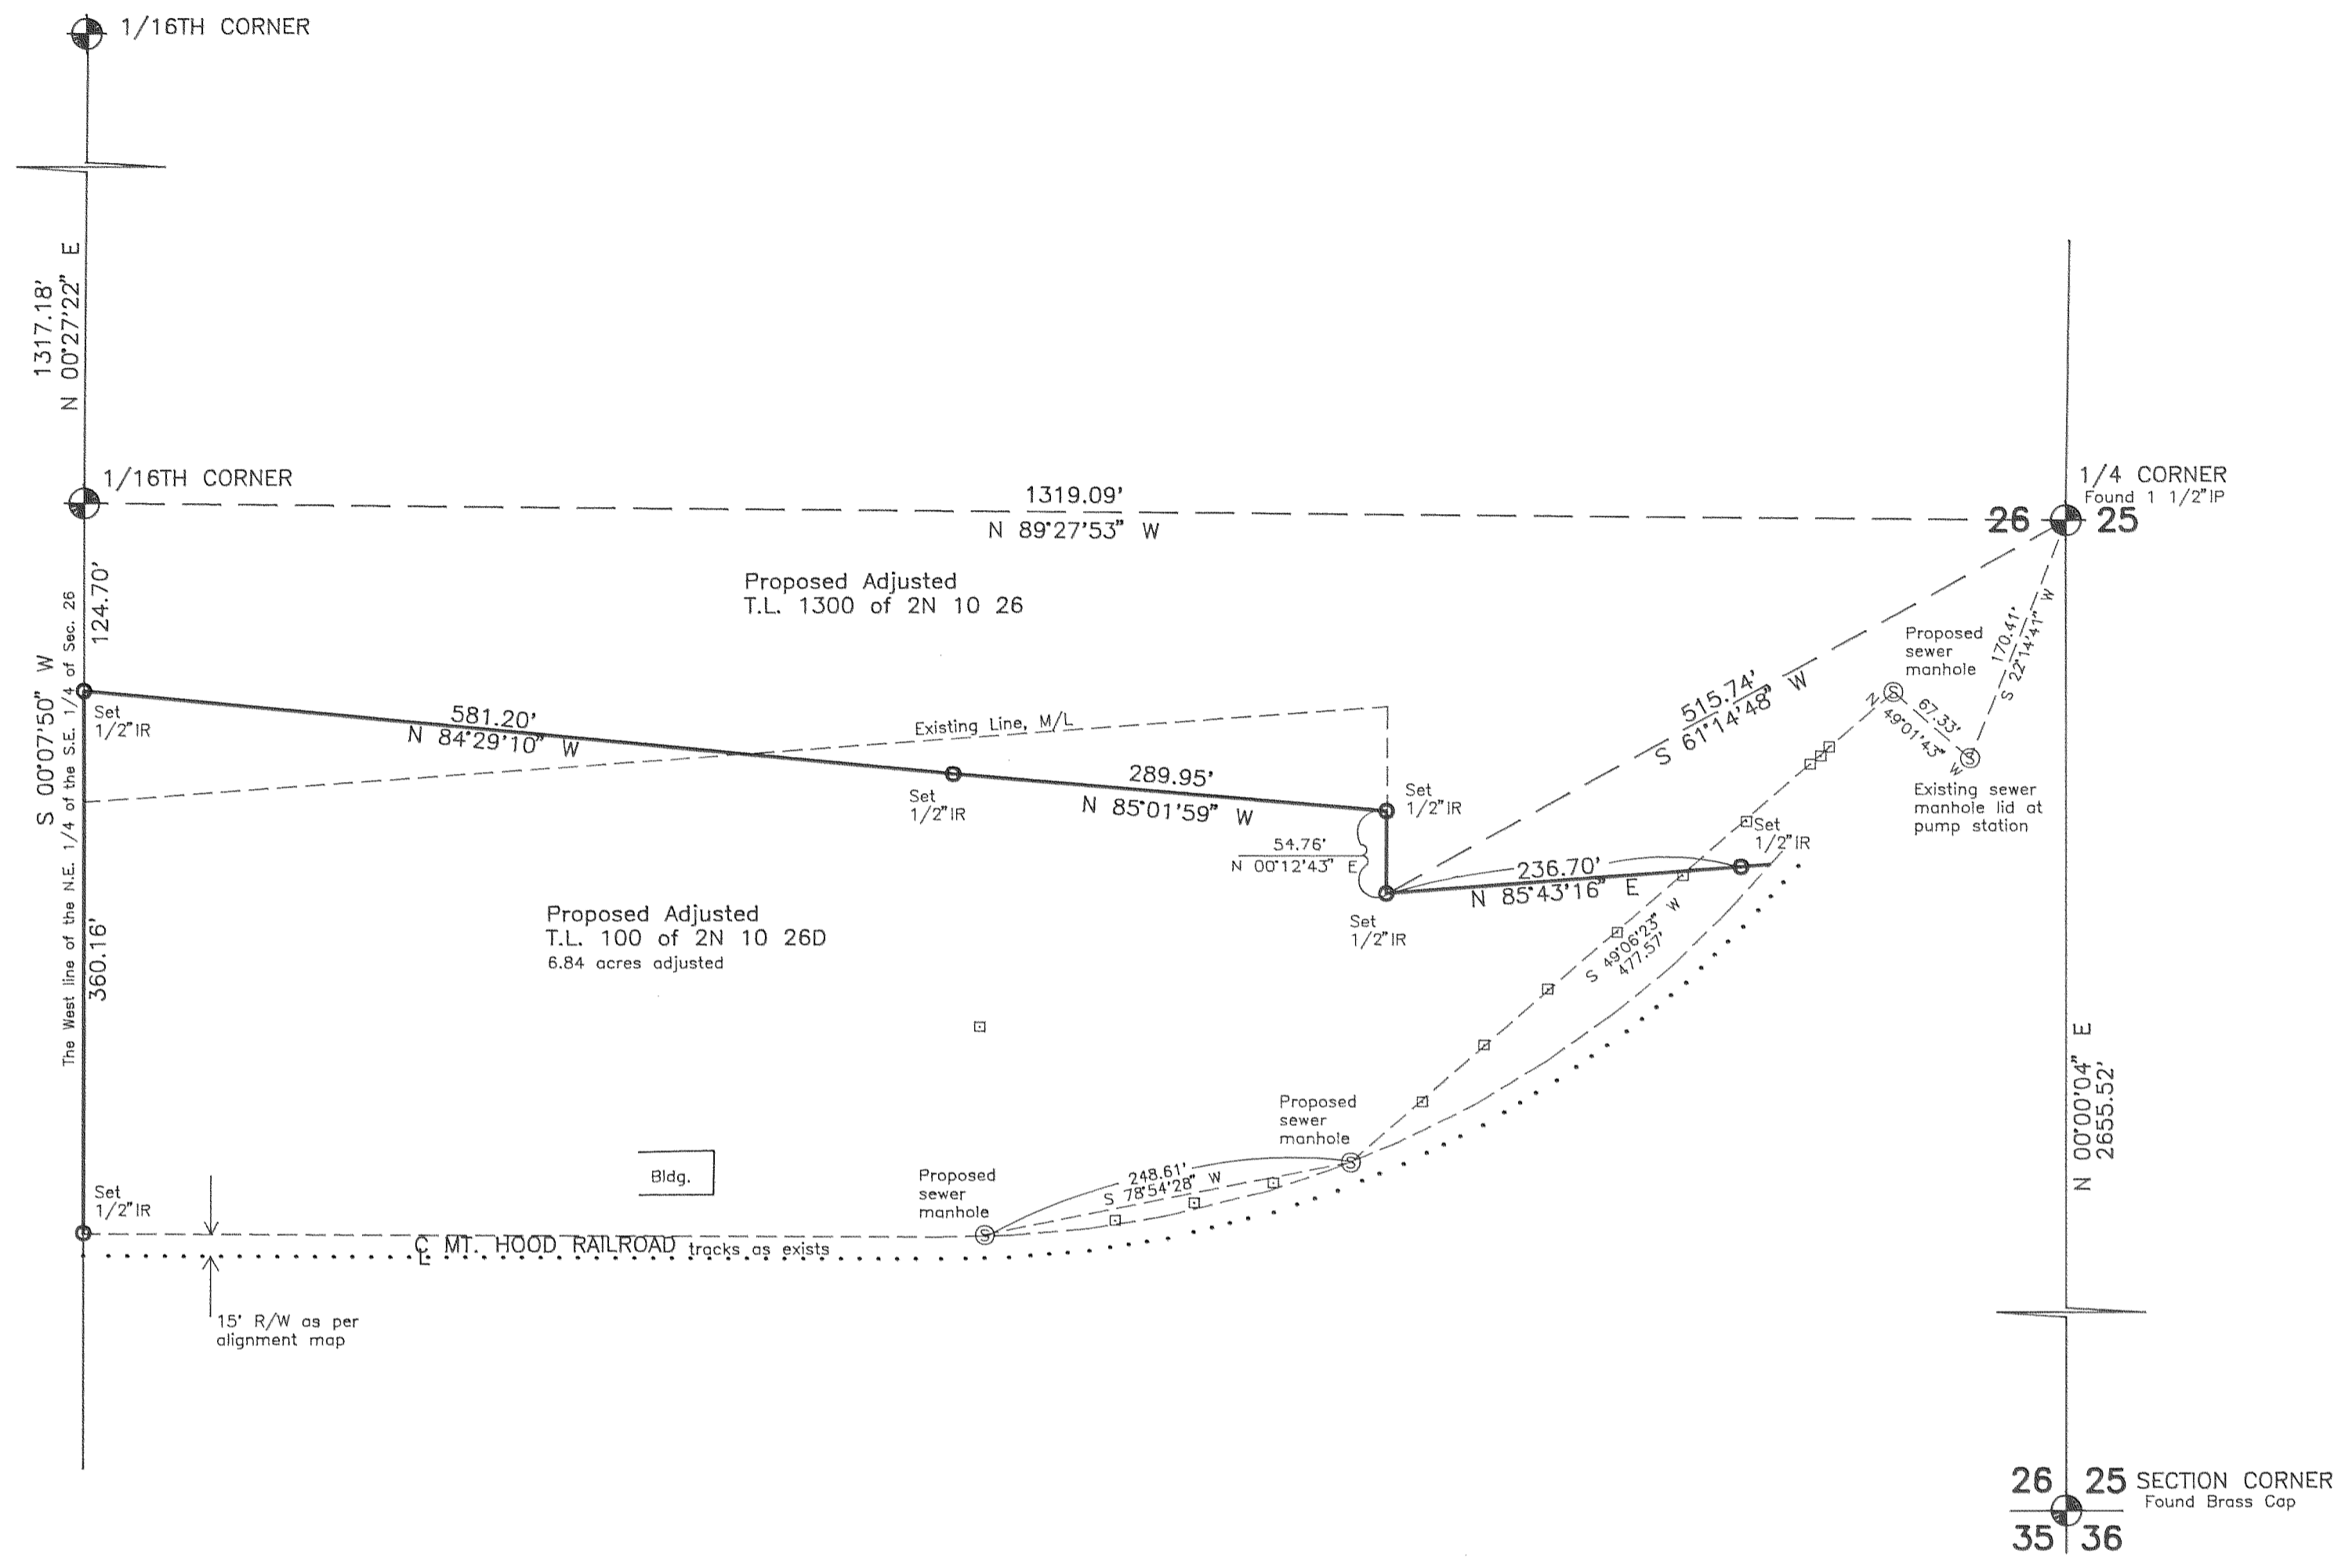 1/16TH CORNER
1317.18'
N 00°27'22" E
1/16TH CORNER
1319.09'
N 89°27'53" W
1/4 CORNER
Found 1 1/2"IP
26 25
Proposed Adjusted
T.L. 1300 of 2N 10 26
124.70'
S 00°07'50" W
The West line of the N.E. 1/4 of the S.E. 1/4 of Sec. 26
360.16'
Set
1/2"IR
581.20'
N 84°29'10" W
Existing Line, M/L
Set
1/2"IR
289.95'
N 85°01'59" W
Set
1/2"IR
54.76'
N 00°12'43" E
Set
1/2"IR
515.74'
S 61°14'48" W
236.70'
N 85°43'16" E
Set
1/2"IR
Proposed
sewer
manhole
170.41'
S 22°14'41" W
67.33'
N 49°01'43" W
Existing sewer
manhole lid at
pump station
S 49°06'23" W
477.57'
Proposed Adjusted
T.L. 100 of 2N 10 26D
6.84 acres adjusted
N 00°00'04" E
2655.52'
Proposed
sewer
manhole
Bldg.
248.61'
S 78°54'28" W
Proposed
sewer
manhole
Set
1/2"IR
CL MT. HOOD RAILROAD tracks as exists
15' R/W as per
alignment map
26 25 SECTION CORNER
Found Brass Cap
35 36